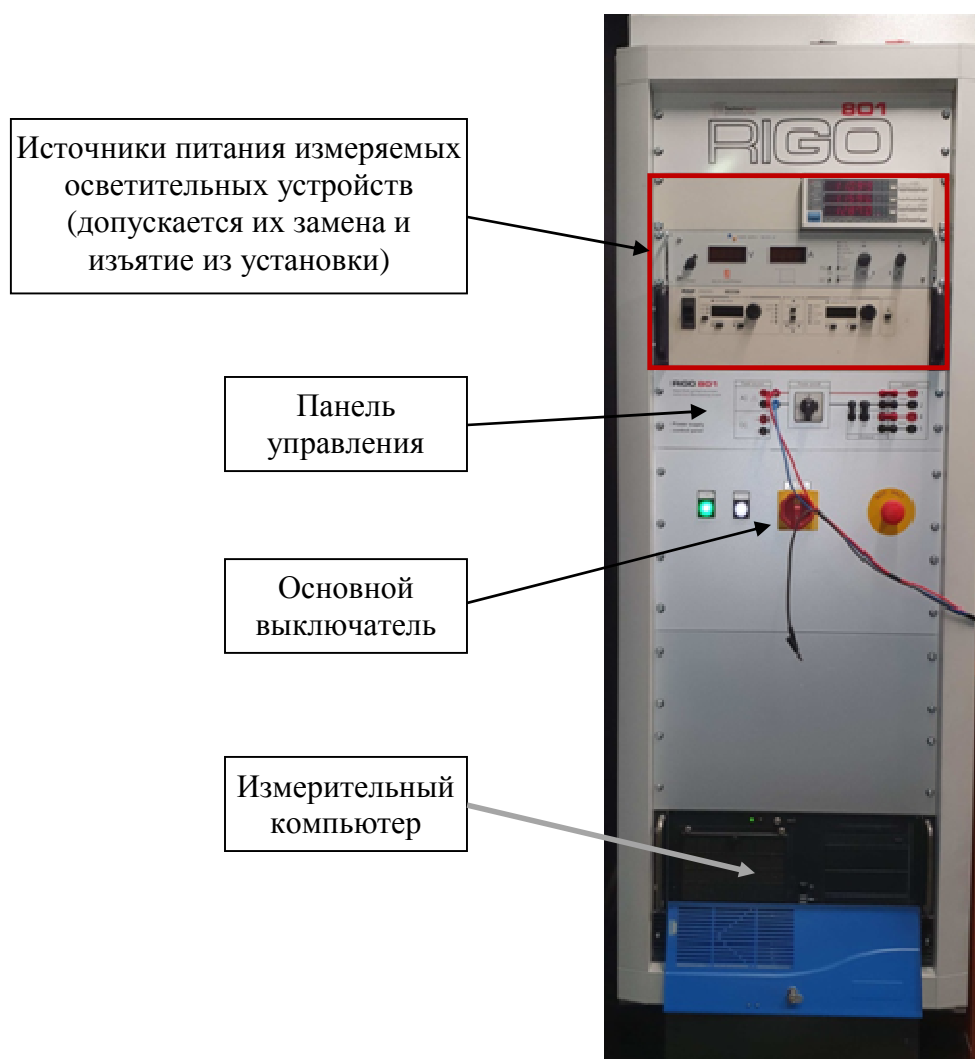 801
RIGO
Источники питания измеряемых
осветительных устройств
(допускается их замена и
изъятие из установки)
RIGO 801
Панель
управления
Основной
выключатель
Измерительный
компьютер